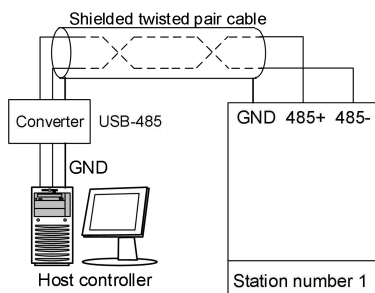 Shielded twisted pair cable
Converter USB-485
GND 485+ 485-
GND
Host controller
Station number 1